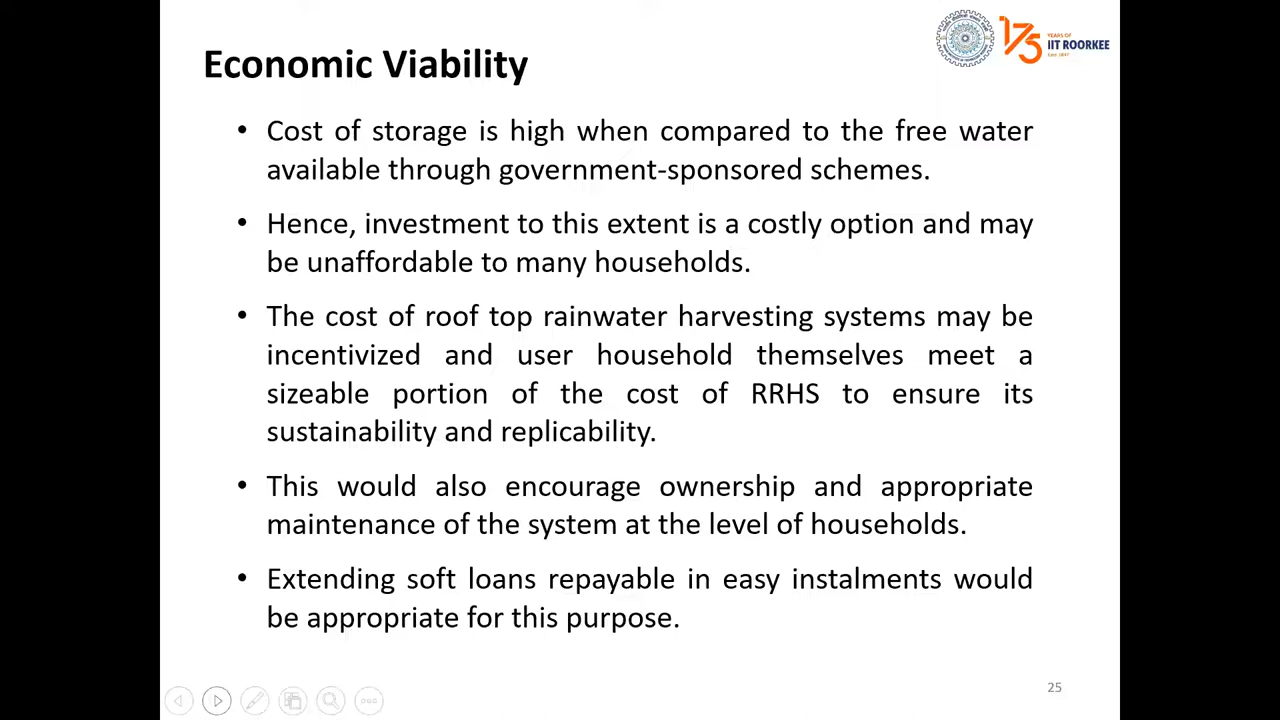 175
YEARS OF
IIT ROORKEE
Economic Viability
• Cost of storage is high when compared to the free water
available through government-sponsored schemes.
• Hence, investment to this extent is a costly option and may
be unaffordable to many households.
• The cost of roof top rainwater harvesting systems may be
incentivized and user household themselves meet a
sizeable portion of the cost of RRHS to ensure its
sustainability and replicability.
• This would also encourage ownership and appropriate
maintenance of the system at the level of households.
• Extending soft loans repayable in easy instalments would
be appropriate for this purpose.
25